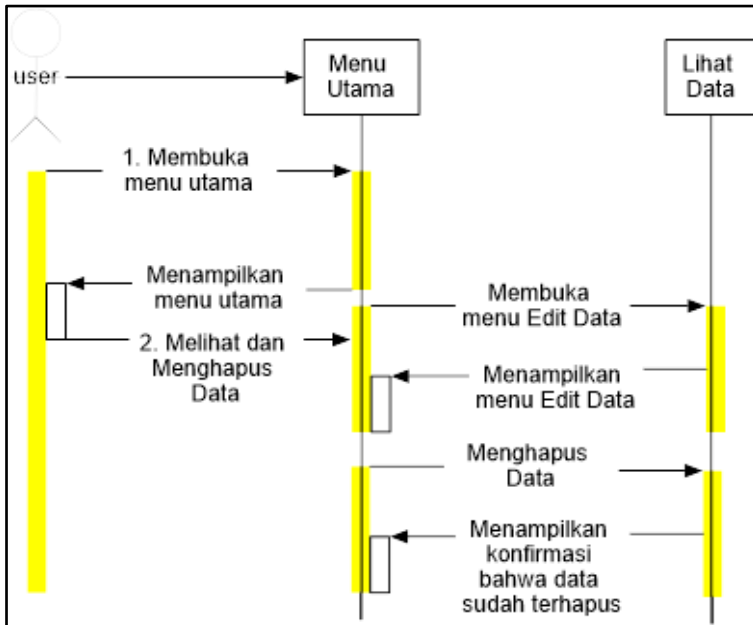 user
Menu
Utama
Lihat
Data
1. Membuka
menu utama
Menampilkan
menu utama
Membuka
menu Edit Data
2. Melihat dan
Menghapus
Data
Menampilkan
menu Edit Data
Menghapus
Data
Menampilkan
konfirmasi
bahwa data
sudah terhapus